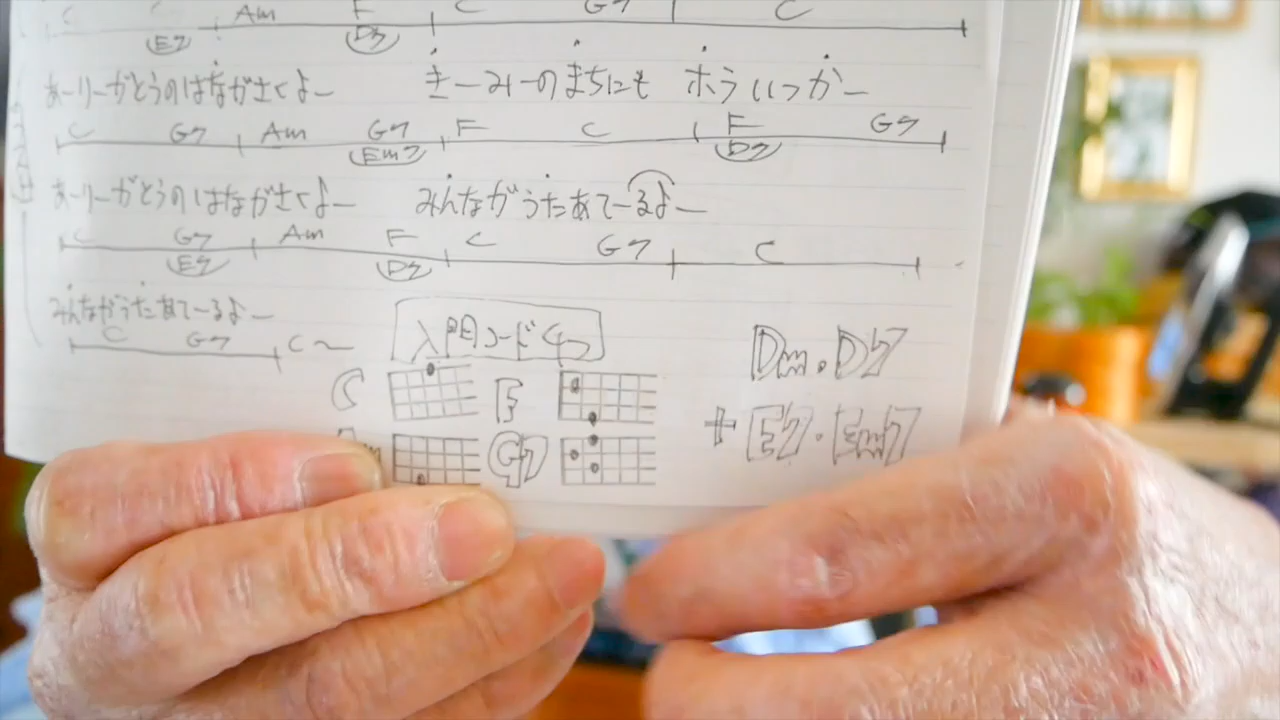 Am F C G7 C
E7 D7
ありーがとうのはながさくよー きーみーのまちにも ホラいつかー
C G7 Am G7 F C F G7
Em7 D7
ありーがとうのはながさくよー みんながうたあてーるよー
C G7 Am F C G7 C
E7 D7
みんながうたあてーるよー
C G7 C〜
入門コード4つ
C F Dm.D7
G7 +E7.Em7